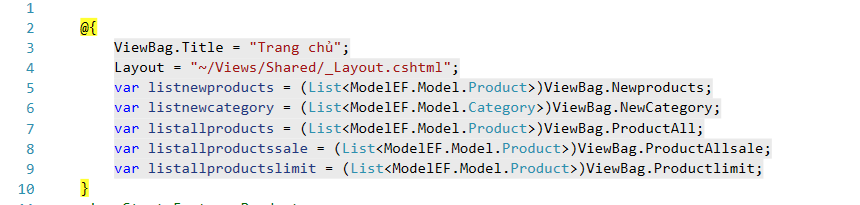 1
2 @{
3 ViewBag.Title = "Trang chủ";
4 Layout = "~/Views/Shared/_Layout.cshtml";
5 var listnewproducts = (List<ModelEF.Model.Product>)ViewBag.Newproducts;
6 var listnewcategory = (List<ModelEF.Model.Category>)ViewBag.NewCategory;
7 var listallproducts = (List<ModelEF.Model.Product>)ViewBag.ProductAll;
8 var listallproductssale = (List<ModelEF.Model.Product>)ViewBag.ProductAllsale;
9 var listallproductslimit = (List<ModelEF.Model.Product>)ViewBag.Productlimit;
10 }